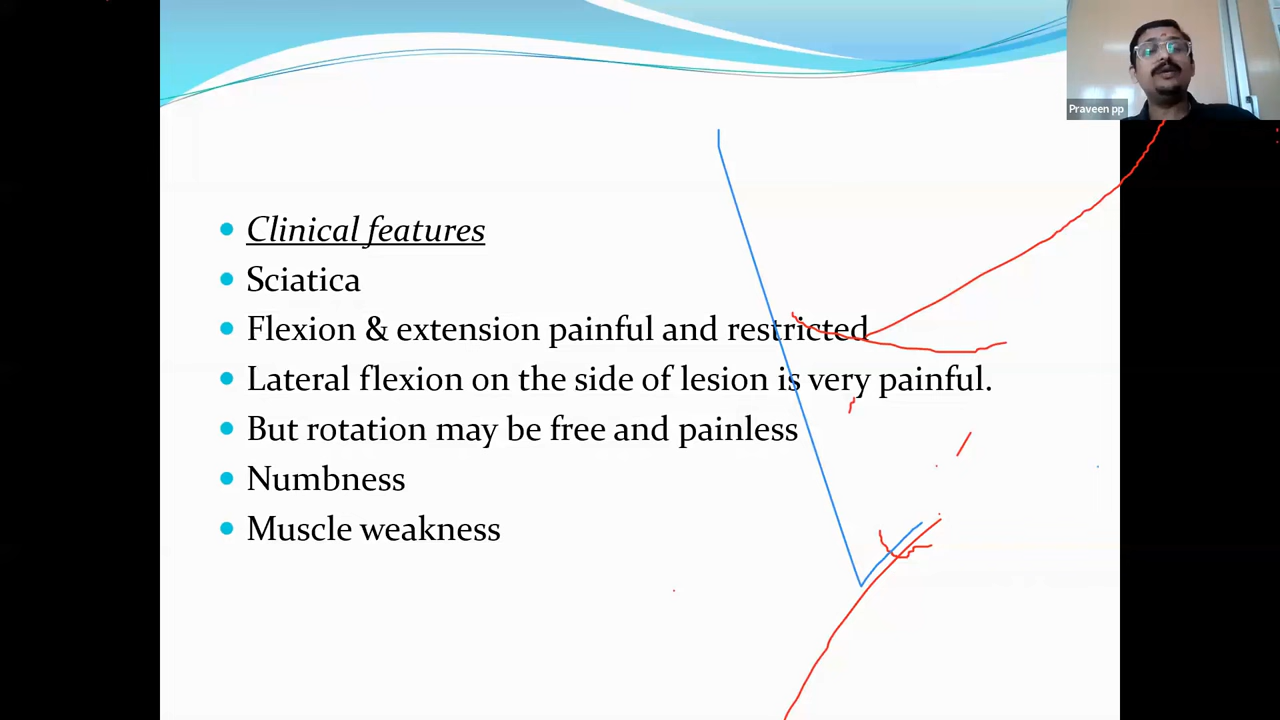 Praveen pp
Clinical features
Sciatica
Flexion & extension painful and restricted
Lateral flexion on the side of lesion is very painful.
But rotation may be free and painless
Numbness
Muscle weakness